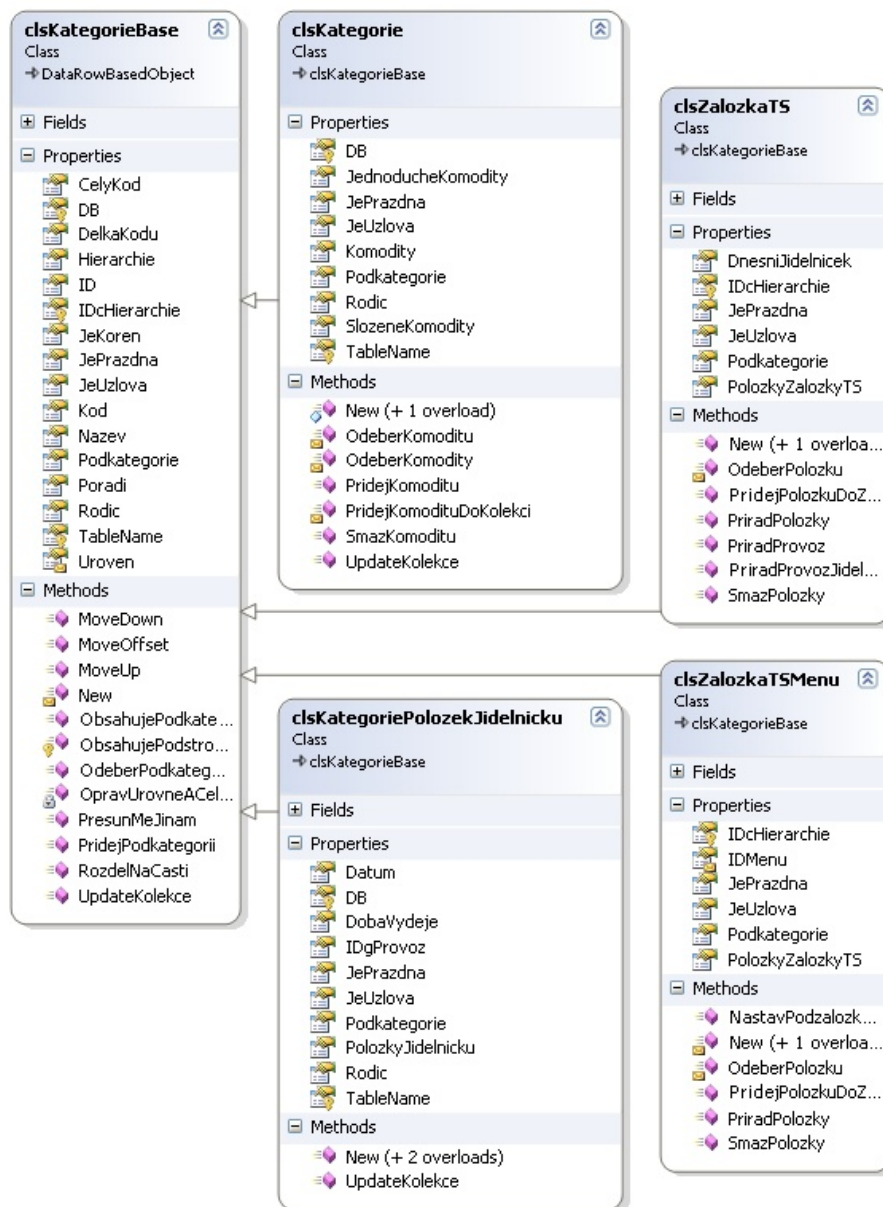 clsKategorieBase
Class
DataRowBasedObject
Fields
Properties
CelyKod
DB
DelkaKodu
Hierarchie
ID
IDcHierarchie
JeKoren
JePrazdna
JeUzlova
Kod
Nazev
Podkategorie
Poradi
Rodic
TableName
Uroven
Methods
MoveDown
MoveOffset
MoveUp
New
ObsahujePodkate...
ObsahujePodstro...
OdeberPodkateg...
OpravUrovneACel...
PresunMeJinam
PridejPodkategorii
RozdelNaCasti
UpdateKolekce
clsKategorie
Class
clsKategorieBase
Properties
DB
JednoducheKomodity
JePrazdna
JeUzlova
Komodity
Podkategorie
Rodic
SlozeneKomodity
TableName
Methods
New (+ 1 overload)
OdeberKomoditu
OdeberKomodity
PridejKomoditu
PridejKomodituDoKolekci
SmazKomoditu
UpdateKolekce
clsKategoriePolozekJidelnicku
Class
clsKategorieBase
Fields
Properties
Datum
DB
DobaVydeje
IDgProvoz
JePrazdna
JeUzlova
Podkategorie
PolozkyJidelnicku
Rodic
TableName
Methods
New (+ 2 overloads)
UpdateKolekce
clsZalozkaTS
Class
clsKategorieBase
Fields
Properties
DnesniJidelnicek
IDcHierarchie
JePrazdna
JeUzlova
Podkategorie
PolozkyZalozkyTS
Methods
New (+ 1 overloa...
OdeberPolozku
PridejPolozkuDoZ...
PriradPolozky
PriradProvoz
PriradProvozJidel...
SmazPolozky
clsZalozkaTSMenu
Class
clsKategorieBase
Fields
Properties
IDcHierarchie
IDMenu
JePrazdna
JeUzlova
Podkategorie
PolozkyZalozkyTS
Methods
NastavPodzalozk...
New (+ 1 overloa...
OdeberPolozku
PridejPolozkuDoZ...
PriradPolozky
SmazPolozky